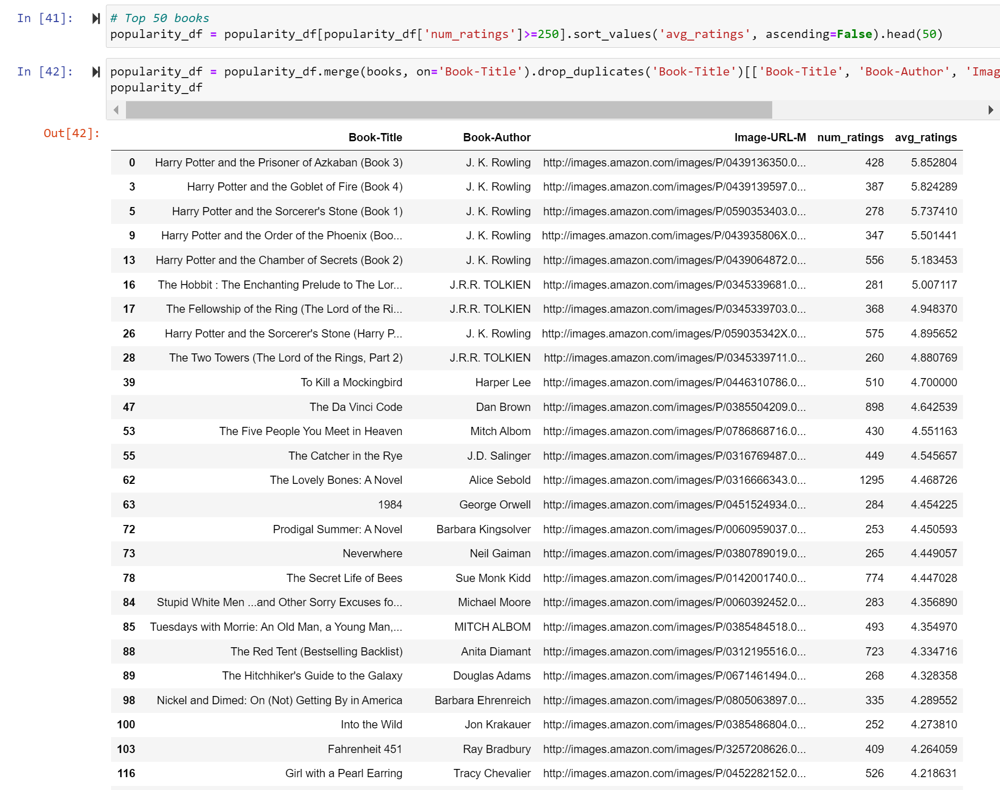 In [41]:
# Top 50 books
popularity_df = popularity_df[popularity_df['num_ratings']>=250].sort_values('avg_ratings', ascending=False).head(50)
In [42]:
popularity_df = popularity_df.merge(books, on='Book-Title').drop_duplicates('Book-Title')[['Book-Title', 'Book-Author', 'Imag
popularity_df
Out[42]:
Book-Title Book-Author Image-URL-M num_ratings avg_ratings
0 Harry Potter and the Prisoner of Azkaban (Book 3) J. K. Rowling http://images.amazon.com/images/P/0439136350.0... 428 5.852804
3 Harry Potter and the Goblet of Fire (Book 4) J. K. Rowling http://images.amazon.com/images/P/0439139597.0... 387 5.824289
5 Harry Potter and the Sorcerer's Stone (Book 1) J. K. Rowling http://images.amazon.com/images/P/0590353403.0... 278 5.737410
9 Harry Potter and the Order of the Phoenix (Boo... J. K. Rowling http://images.amazon.com/images/P/043935806X.0... 347 5.501441
13 Harry Potter and the Chamber of Secrets (Book 2) J. K. Rowling http://images.amazon.com/images/P/0439064872.0... 556 5.183453
16 The Hobbit : The Enchanting Prelude to The Lor... J.R.R. TOLKIEN http://images.amazon.com/images/P/0345339681.0... 281 5.007117
17 The Fellowship of the Ring (The Lord of the Ri... J.R.R. TOLKIEN http://images.amazon.com/images/P/0345339703.0... 368 4.948370
26 Harry Potter and the Sorcerer's Stone (Harry P... J. K. Rowling http://images.amazon.com/images/P/059035342X.0... 575 4.895652
28 The Two Towers (The Lord of the Rings, Part 2) J.R.R. TOLKIEN http://images.amazon.com/images/P/0345339711.0... 260 4.880769
39 To Kill a Mockingbird Harper Lee http://images.amazon.com/images/P/0446310786.0... 510 4.700000
47 The Da Vinci Code Dan Brown http://images.amazon.com/images/P/0385504209.0... 898 4.642539
53 The Five People You Meet in Heaven Mitch Albom http://images.amazon.com/images/P/0786868716.0... 430 4.551163
55 The Catcher in the Rye J.D. Salinger http://images.amazon.com/images/P/0316769487.0... 449 4.545657
62 The Lovely Bones: A Novel Alice Sebold http://images.amazon.com/images/P/0316666343.0... 1295 4.468726
63 1984 George Orwell http://images.amazon.com/images/P/0451524934.0... 284 4.454225
72 Prodigal Summer: A Novel Barbara Kingsolver http://images.amazon.com/images/P/0060959037.0... 253 4.450593
73 Neverwhere Neil Gaiman http://images.amazon.com/images/P/0380789019.0... 265 4.449057
78 The Secret Life of Bees Sue Monk Kidd http://images.amazon.com/images/P/0142001740.0... 774 4.447028
84 Stupid White Men ...and Other Sorry Excuses fo... Michael Moore http://images.amazon.com/images/P/0060392452.0... 283 4.356890
85 Tuesdays with Morrie: An Old Man, a Young Man,... MITCH ALBOM http://images.amazon.com/images/P/0385484518.0... 493 4.354970
88 The Red Tent (Bestselling Backlist) Anita Diamant http://images.amazon.com/images/P/0312195516.0... 723 4.334716
89 The Hitchhiker's Guide to the Galaxy Douglas Adams http://images.amazon.com/images/P/0671461494.0... 268 4.328358
98 Nickel and Dimed: On (Not) Getting By in America Barbara Ehrenreich http://images.amazon.com/images/P/0805063897.0... 335 4.289552
100 Into the Wild Jon Krakauer http://images.amazon.com/images/P/0385486804.0... 252 4.273810
103 Fahrenheit 451 Ray Bradbury http://images.amazon.com/images/P/3257208626.0... 409 4.264059
116 Girl with a Pearl Earring Tracy Chevalier http://images.amazon.com/images/P/0452282152.0... 526 4.218631